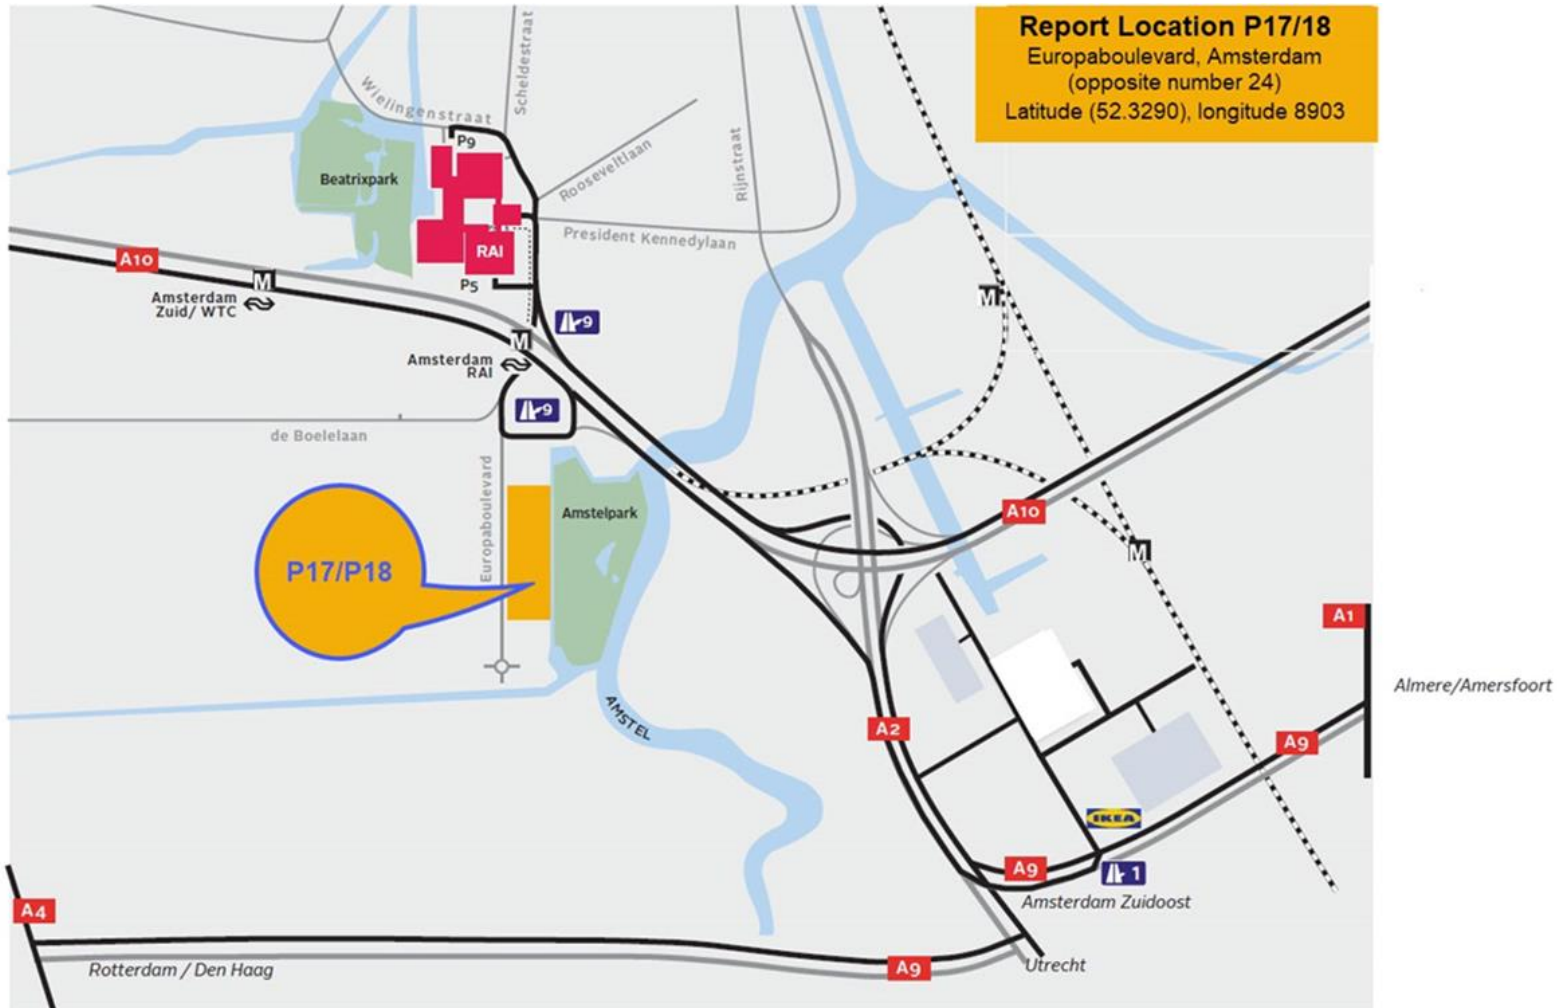 Report Location P17/18
Europaboulevard, Amsterdam
(opposite number 24)
Latitude (52.3290), longitude 8903
Scheldestraat
Wielingenstraat
P9
Rooseveltlaan
Rijnstraat
Beatrixpark
President Kennedylaan
RAI
A10
P5
M
Amsterdam
Zuid/ WTC
M
9
M
Amsterdam
RAI
9
de Boelelaan
Europaboulevard
Amstelpark
A10
M
P17/P18
A1
Almere/Amersfoort
AMSTEL
A2
A9
IKEA
A9
1
Amsterdam Zuidoost
A4
Rotterdam / Den Haag
A9
Utrecht